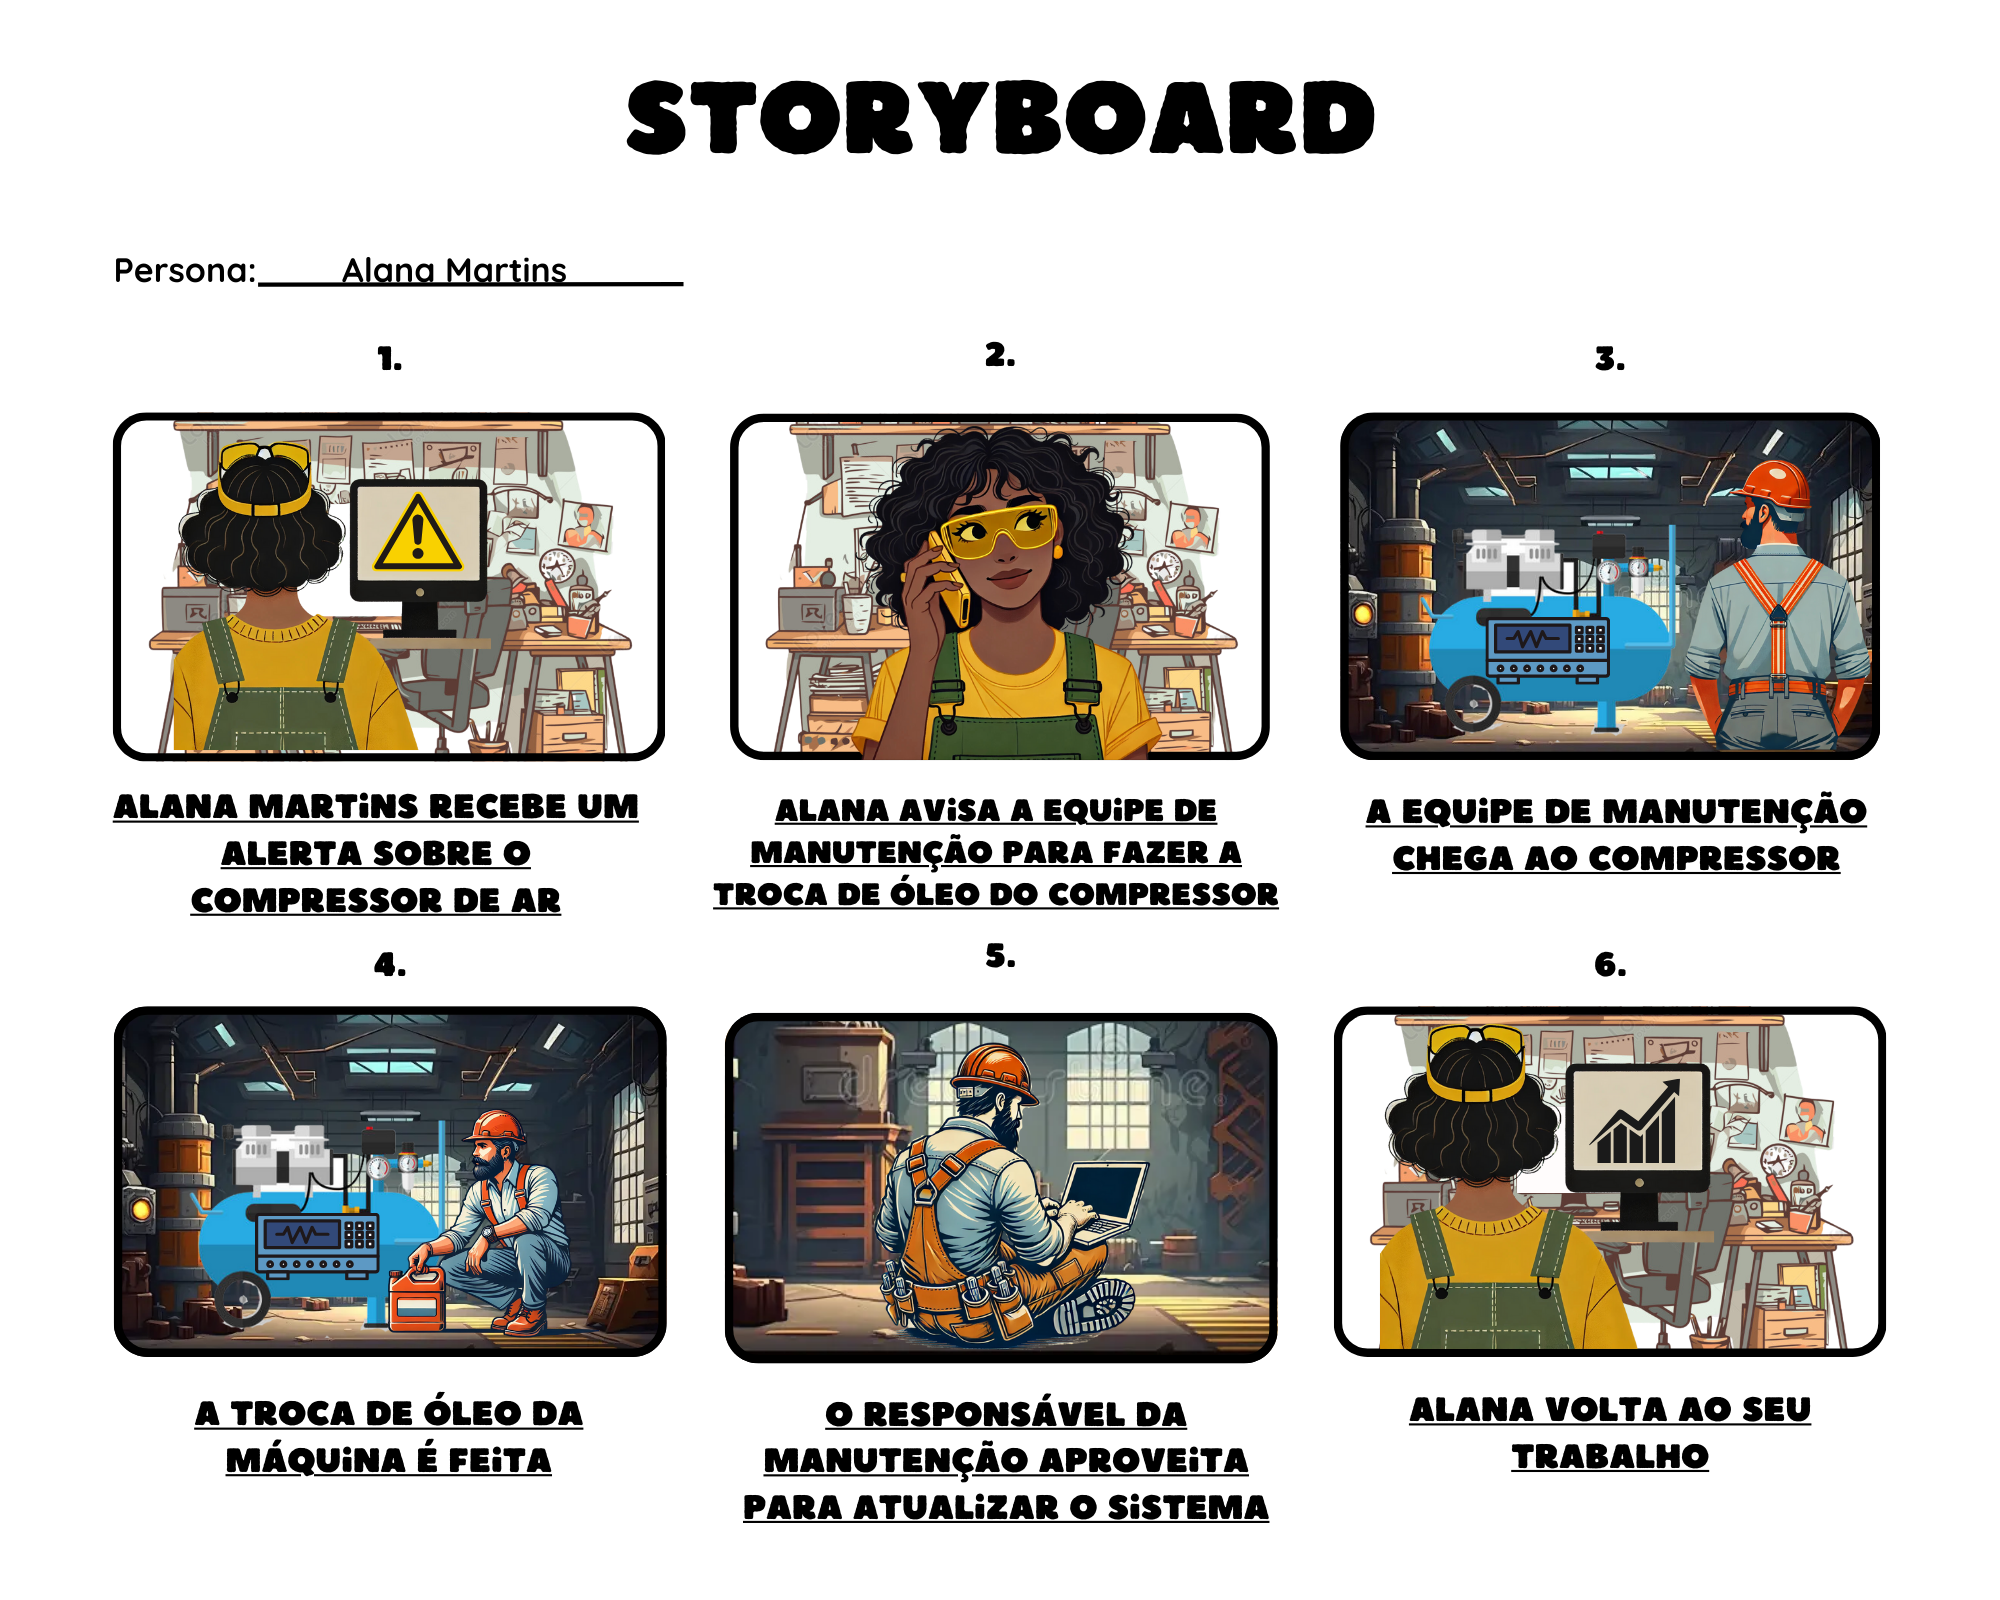 STORYBOARD
Persona: Alana Martins
1.
2.
3.
ALANA MARTiNS RECEBE UM
ALERTA SOBRE O
COMPRESSOR DE AR
ALANA AViSA A EQUiPE DE
MANUTENÇÃO PARA FAZER A
TROCA DE ÓLEO DO COMPRESSOR
A EQUiPE DE MANUTENÇÃO
CHEGA AO COMPRESSOR
4.
5.
6.
dreamstime.
A TROCA DE ÓLEO DA
MÁQUiNA É FEiTA
O RESPONSÁVEL DA
MANUTENÇÃO APROVEiTA
PARA ATUALiZAR O SiSTEMA
ALANA VOLTA AO SEU
TRABALHO